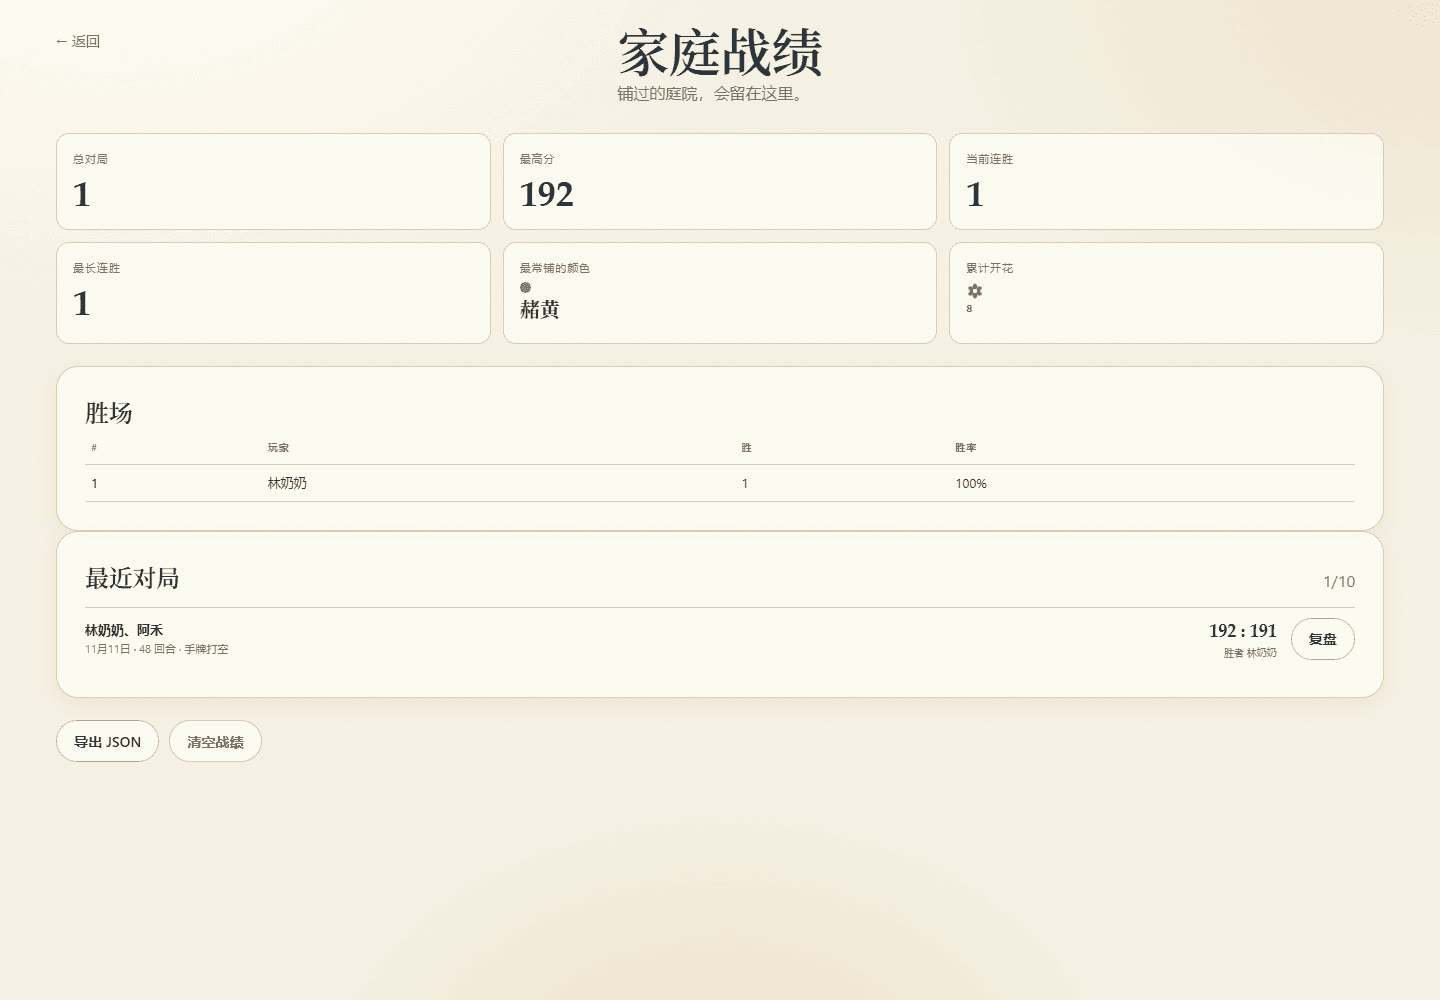 ← 返回
家庭战绩
铺过的庭院，会留在这里。
总对局
1
最高分
192
当前连胜
1
最长连胜
1
最常铺的颜色
赭黄
累计开花
8
胜场
# 玩家 胜 胜率
1 林奶奶 1 100%
最近对局 1/10
林奶奶、阿禾
11月11日 · 48 回合 · 手牌打空
192 : 191
胜者 林奶奶
复盘
导出 JSON
清空战绩